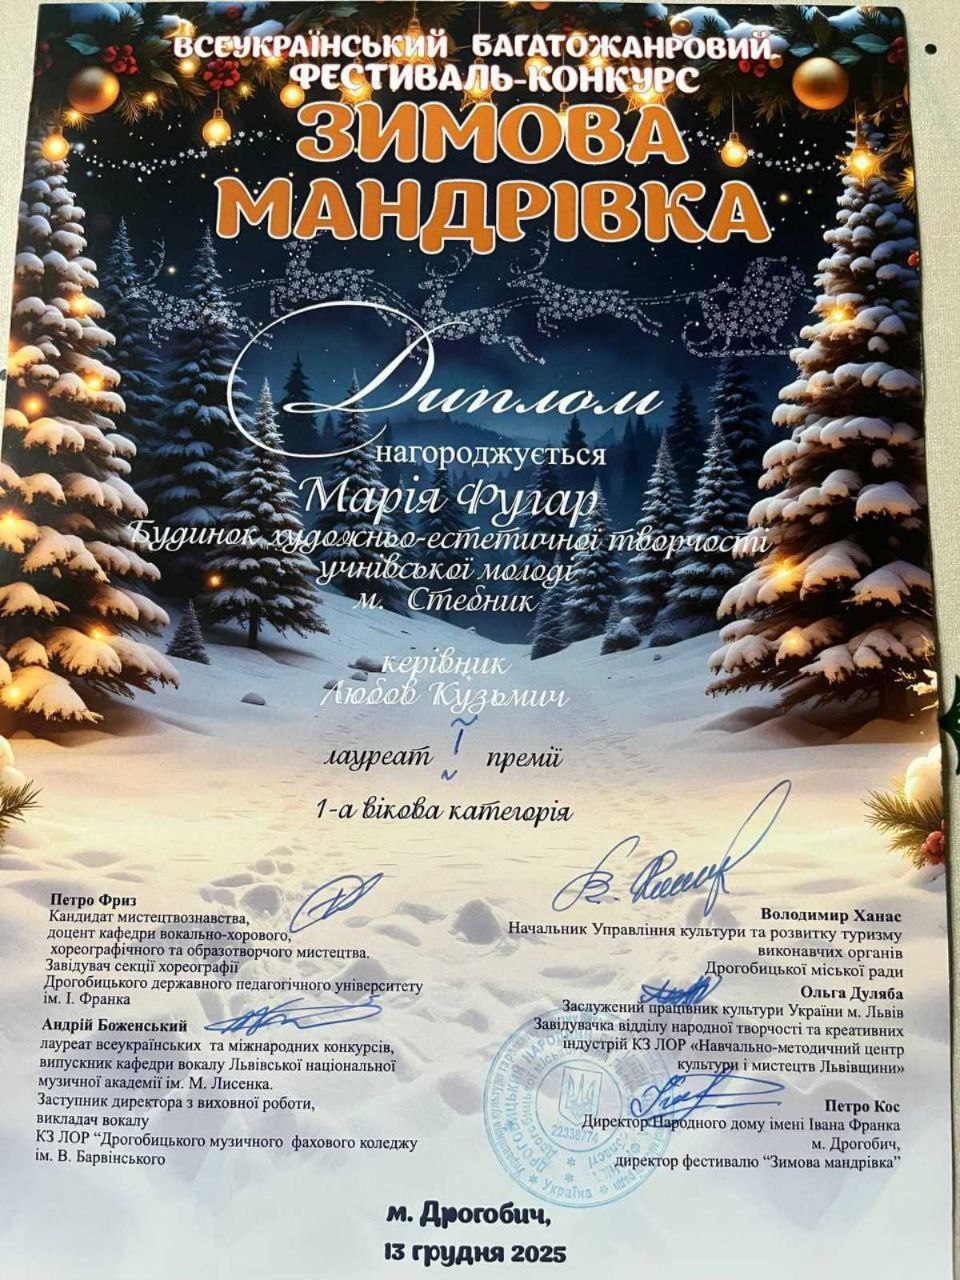 ВСЕУКРАЇНСЬКИЙ БАГАТОЖАНРОВИЙ
ФЕСТИВАЛЬ-КОНКУРС
ЗИМОВА
МАНДРІВКА
Диплом
нагороджується
Марія Фугар
Будинок художньо-естетичної творчості
учнівської молоді
м. Стебник
керівник
Любов Кузьмич
лауреат І премії
1-а вікова категорія
Петро Фриз
Кандидат мистецтвознавства,
доцент кафедри вокально-хорового,
хореографічного та образотворчого мистецтва.
Завідувач секції хореографії
Дрогобицького державного педагогічного університету
ім. І. Франка
Андрій Боженський
лауреат всеукраїнських та міжнародних конкурсів,
випускник кафедри вокалу Львівської національної
музичної академії ім. М. Лисенка.
Заступник директора з виховної роботи,
викладач вокалу
КЗ ЛОР “Дрогобицького музичного фахового коледжу
ім. В. Барвінського
Володимир Ханас
Начальник Управління культури та розвитку туризму
виконавчих органів
Дрогобицької міської ради
Ольга Дуляба
Заслужений працівник культури України м. Львів
Завідувачка відділу народної творчості та креативних
індустрій КЗ ЛОР «Навчально-методичний центр
культури і мистецтв Львівщини»
Петро Кос
Директор Народного дому імені Івана Франка
м. Дрогобич,
директор фестивалю “Зимова мандрівка”
22338774
Україна
м. Дрогобич,
13 грудня 2025